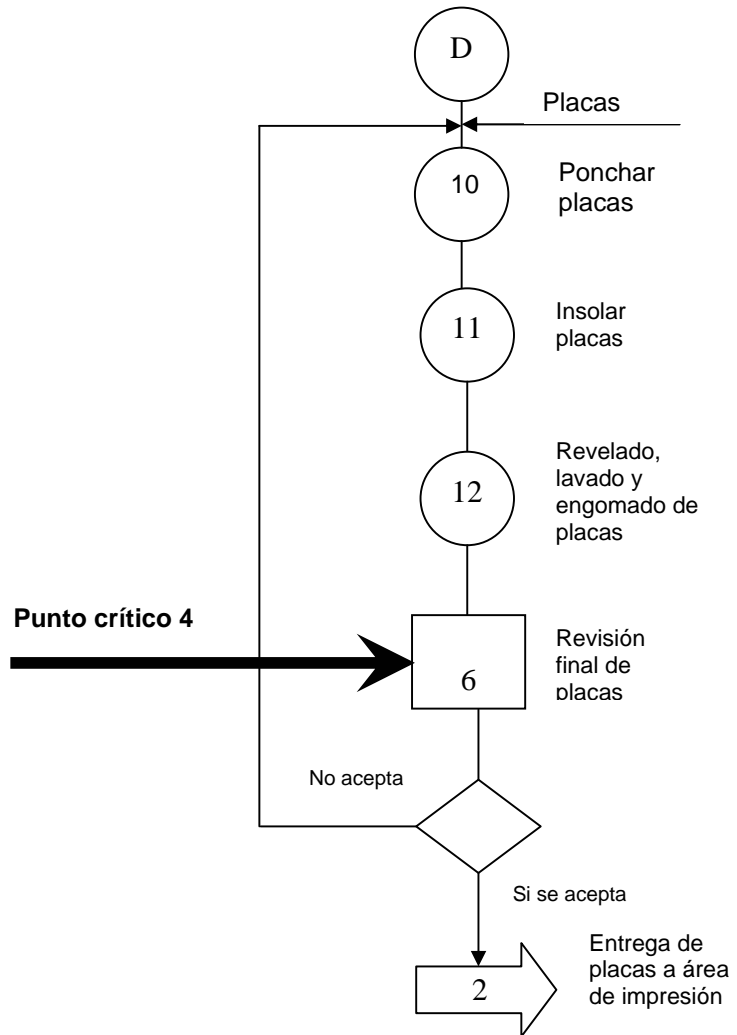 D
Placas
10
Ponchar
placas
11
Insolar
placas
12
Revelado,
lavado y
engomado de
placas
Punto crítico 4
6
Revisión
final de
placas
No acepta
Si se acepta
2
Entrega de
placas a área
de impresión